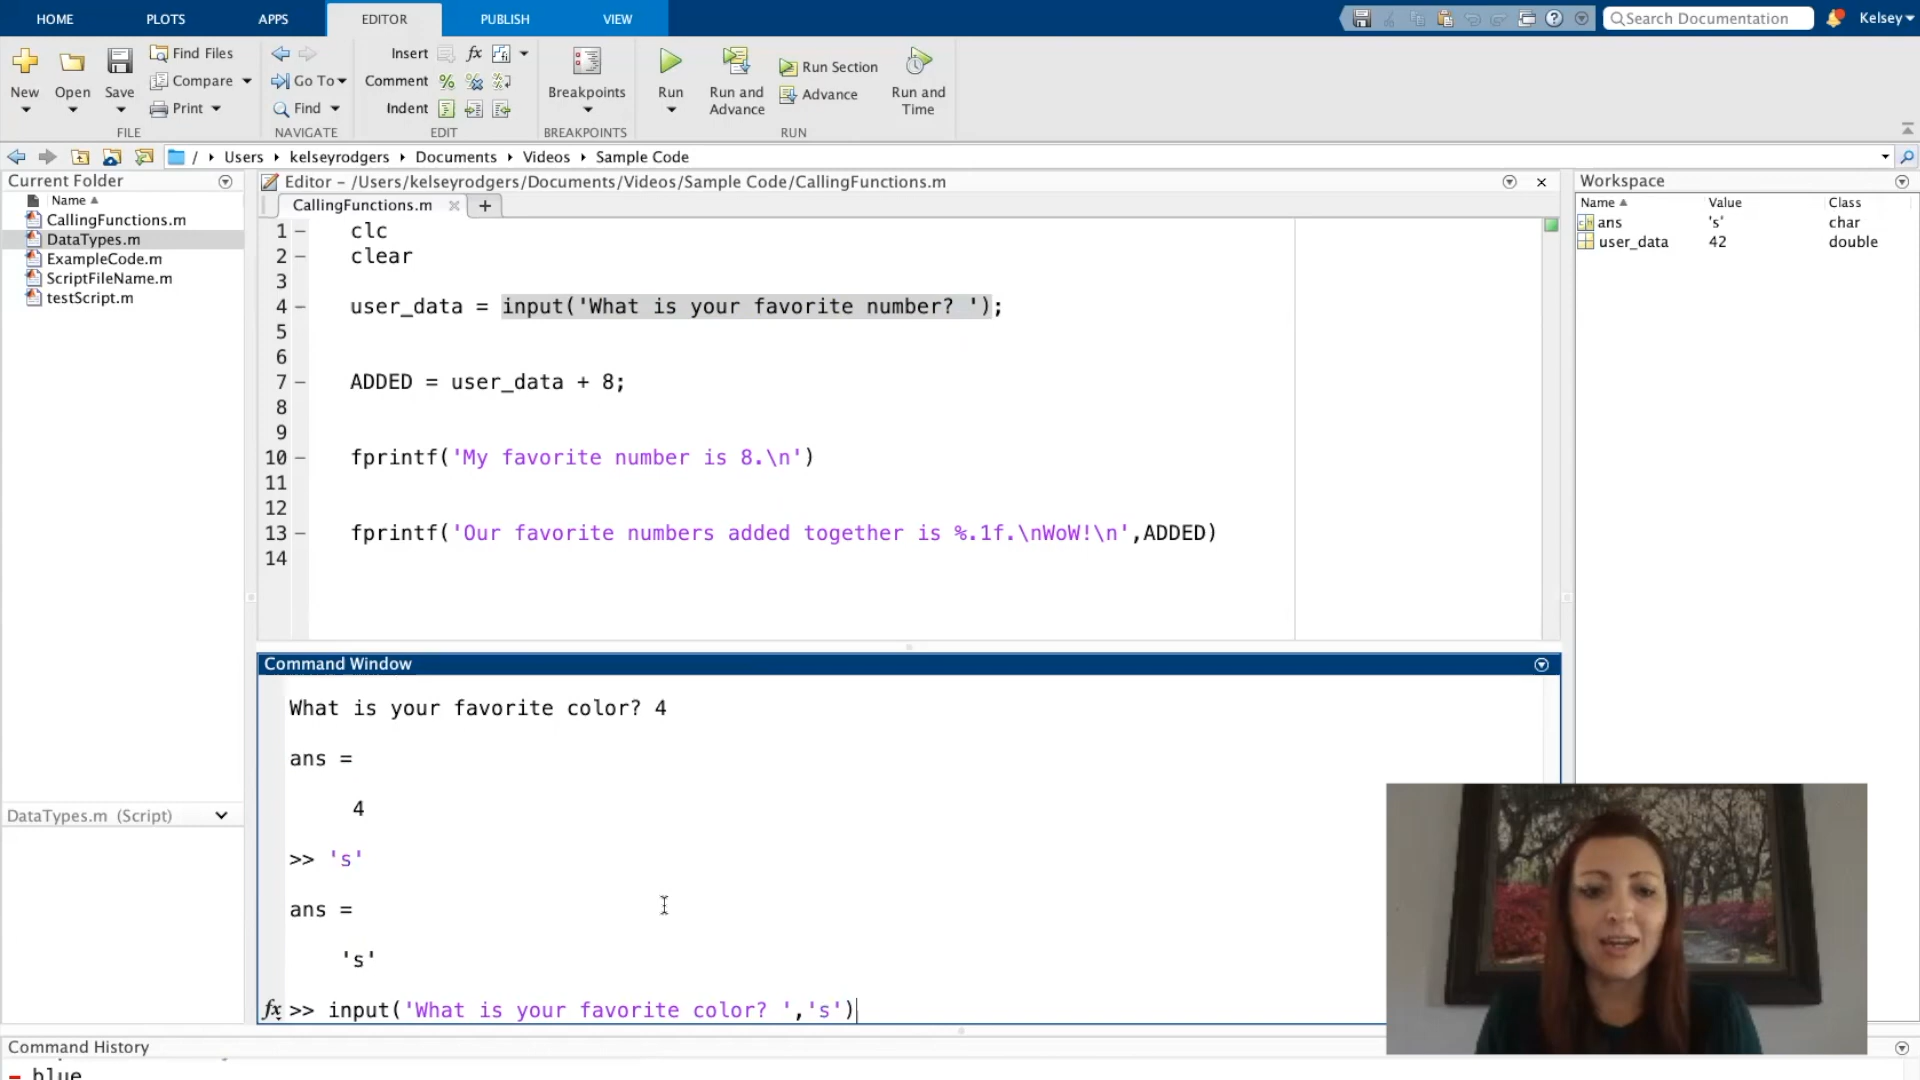 HOME PLOTS APPS EDITOR PUBLISH VIEW Search Documentation Kelsey
New Open Save Find Files Compare Print
FILE
Go To Find
NAVIGATE
Insert fx
Comment %
Indent
EDIT
Breakpoints
BREAKPOINTS
Run Run and Advance Run Section Advance Run and Time
RUN
/ Users kelseyrodgers Documents Videos Sample Code
Current Folder
Name
CallingFunctions.m
DataTypes.m
ExampleCode.m
ScriptFileName.m
testScript.m
DataTypes.m (Script)
Editor – /Users/kelseyrodgers/Documents/Videos/Sample Code/CallingFunctions.m
CallingFunctions.m +
1 – clc
2 – clear
3
4 – user_data = input('What is your favorite number? ');
5
6
7 – ADDED = user_data + 8;
8
9
10 – fprintf('My favorite number is 8.\n')
11
12
13 – fprintf('Our favorite numbers added together is %.1f.\nWoW!\n',ADDED)
14
Command Window
What is your favorite color? 4
ans =
4
>> 's'
ans =
's'
fx >> input('What is your favorite color? ','s')
Workspace
Name Value Class
ans 's' char
user_data 42 double
Command History
blue